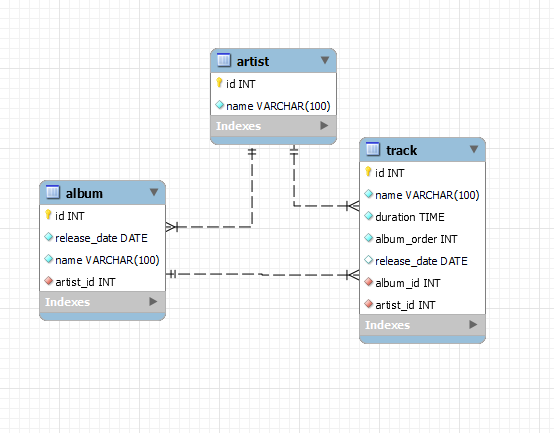 artist
id INT
name VARCHAR(100)
Indexes
album
id INT
release_date DATE
name VARCHAR(100)
artist_id INT
Indexes
track
id INT
name VARCHAR(100)
duration TIME
album_order INT
release_date DATE
album_id INT
artist_id INT
Indexes